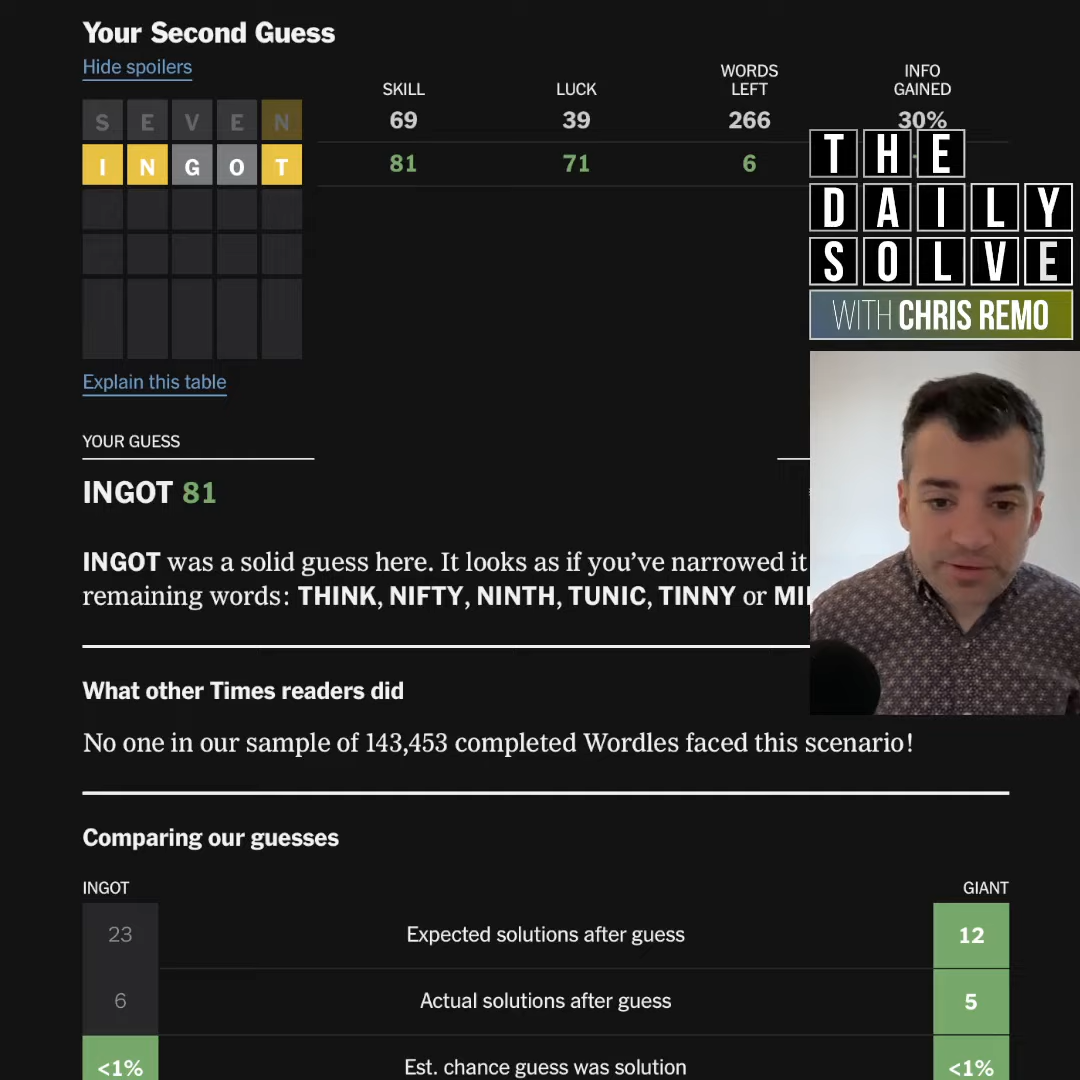 Your Second Guess
Hide spoilers
SKILL
LUCK
WORDS
LEFT
INFO
GAINED
S E V E N
69
39
266
30%
I N G O T
81
71
6
THE
DAILY
SOLVE
WITH CHRIS REMO
Explain this table
YOUR GUESS
INGOT 81
INGOT was a solid guess here. It looks as if you’ve narrowed it
remaining words: THINK, NIFTY, NINTH, TUNIC, TINNY or
What other Times readers did
No one in our sample of 143,453 completed Wordles faced this scenario!
Comparing our guesses
INGOT
GIANT
23
Expected solutions after guess
12
6
Actual solutions after guess
5
<1%
Est. chance guess was solution
<1%